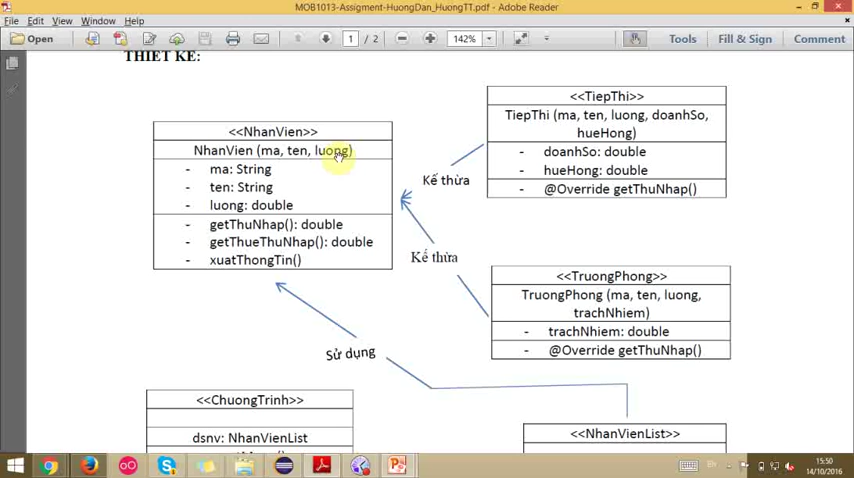 MOB1013-Assigment-HuongDan_HuongTT.pdf - Adobe Reader
File Edit View Window Help
Open 1 / 2 142% Tools Fill & Sign Comment
THIẾT KẾ:
<<NhanVien>>
NhanVien (ma, ten, luong)
- ma: String
- ten: String
- luong: double
- getThuNhap(): double
- getThueThuNhap(): double
- xuatThongTin()
<<TiepThi>>
TiepThi (ma, ten, luong, doanhSo,
hueHong)
- doanhSo: double
- hueHong: double
- @Override getThuNhap()
Kế thừa
Kế thừa
<<TruongPhong>>
TruongPhong (ma, ten, luong,
trachNhiem)
- trachNhiem: double
- @Override getThuNhap()
Sử dụng
<<ChuongTrinh>>
dsnv: NhanVienList
<<NhanVienList>>
EN
15:50
14/10/2016